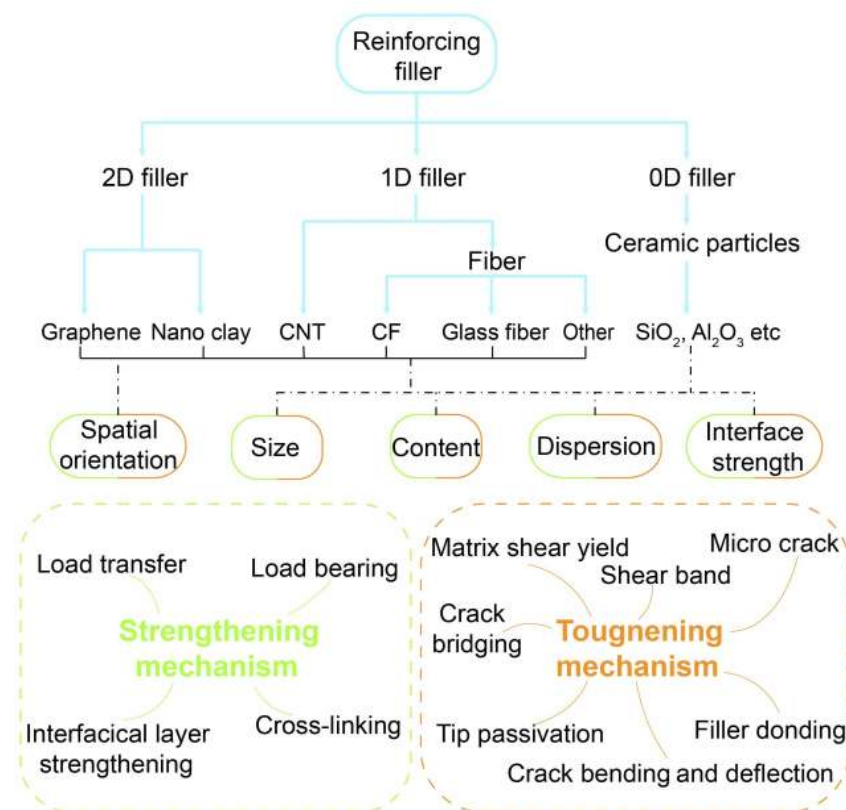 Reinforcing
filler
2D filler
1D filler
0D filler
Ceramic particles
Fiber
Graphene
Nano clay
CNT
CF
Glass fiber
Other
SiO₂, Al₂O₃ etc
Spatial
orientation
Size
Content
Dispersion
Interface
strength
Load transfer
Load bearing
Strengthening
mechanism
Interfacical layer
strengthening
Cross-linking
Matrix shear yield
Micro crack
Shear band
Crack
bridging
Tougnening
mechanism
Tip passivation
Filler donding
Crack bending and deflection